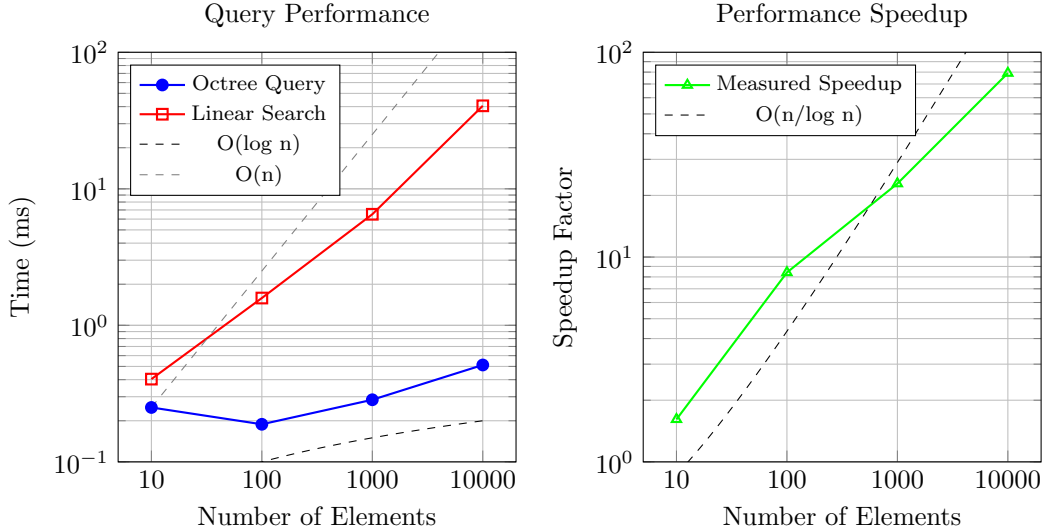 Query Performance
10^2
10^1
10^0
10^−1
Time (ms)
Octree Query
Linear Search
O(log n)
O(n)
10
100
1000
10000
Number of Elements
Performance Speedup
10^2
10^1
10^0
Speedup Factor
Measured Speedup
O(n/log n)
10
100
1000
10000
Number of Elements